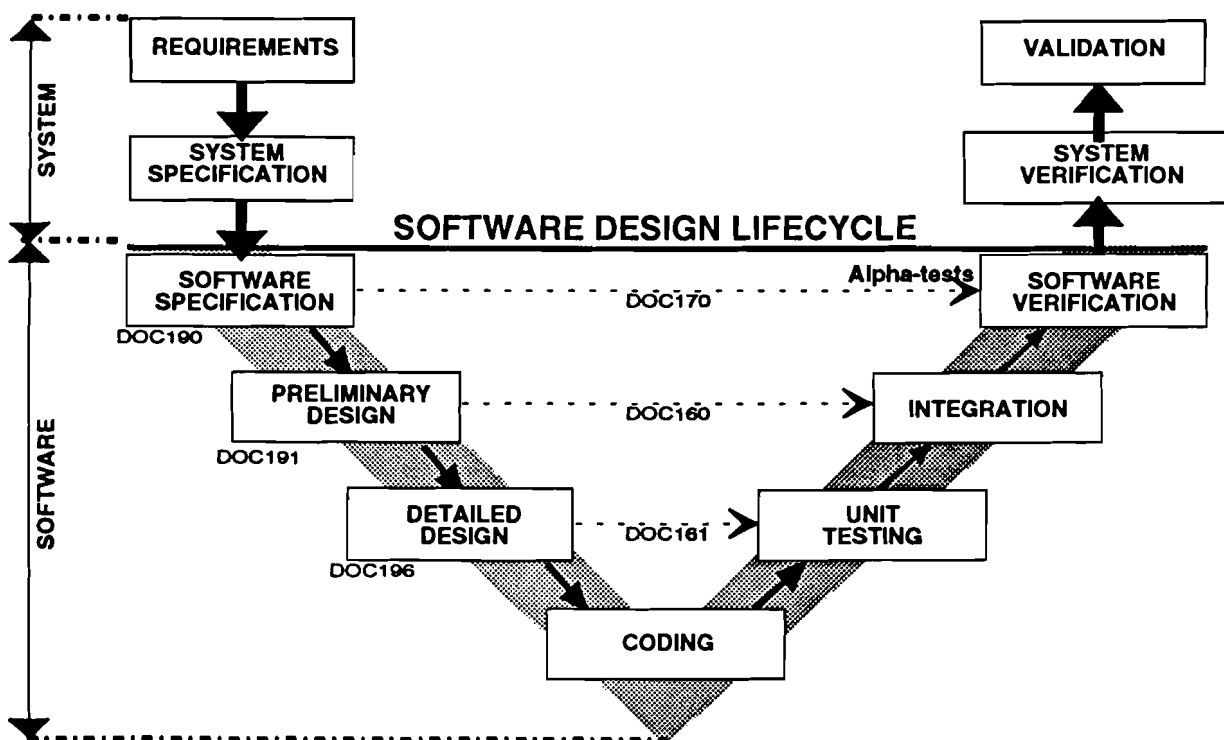 REQUIREMENTS
VALIDATION
SYSTEM
SYSTEM
SPECIFICATION
SYSTEM
VERIFICATION
SOFTWARE DESIGN LIFECYCLE
SOFTWARE
SPECIFICATION
Alpha-tests
DOC170
SOFTWARE
VERIFICATION
DOC190
PRELIMINARY
DESIGN
DOC160
INTEGRATION
DOC191
SOFTWARE
DETAILED
DESIGN
DOC161
UNIT
TESTING
DOC196
CODING